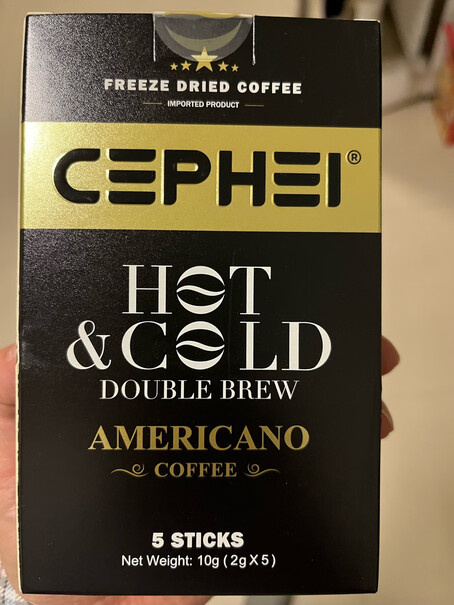 FREEZE DRIED COFFEE
IMPORTED PRODUCT
CEPHEI®
HOT
& COLD
DOUBLE BREW
AMERICANO
COFFEE
5 STICKS
Net Weight: 10g ( 2g X 5 )